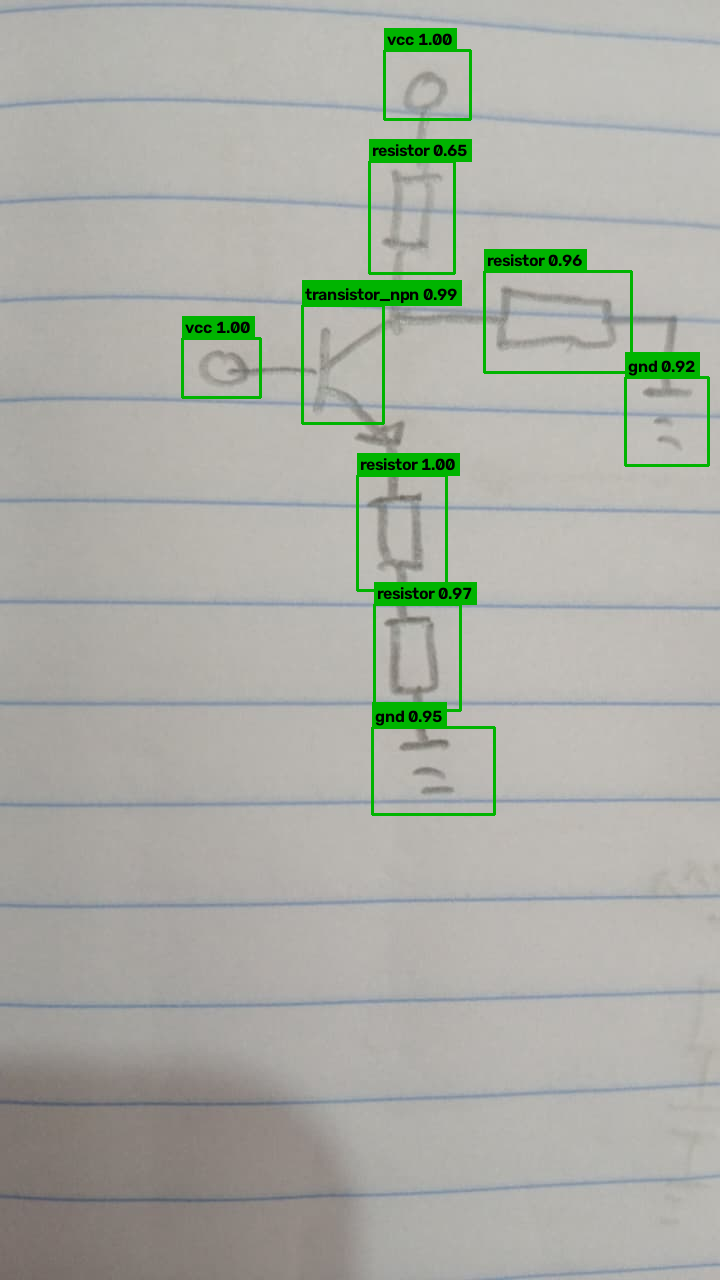 vcc 1.00
resistor 0.65
resistor 0.96
transistor_npn 0.99
vcc 1.00
gnd 0.92
resistor 1.00
resistor 0.97
gnd 0.95